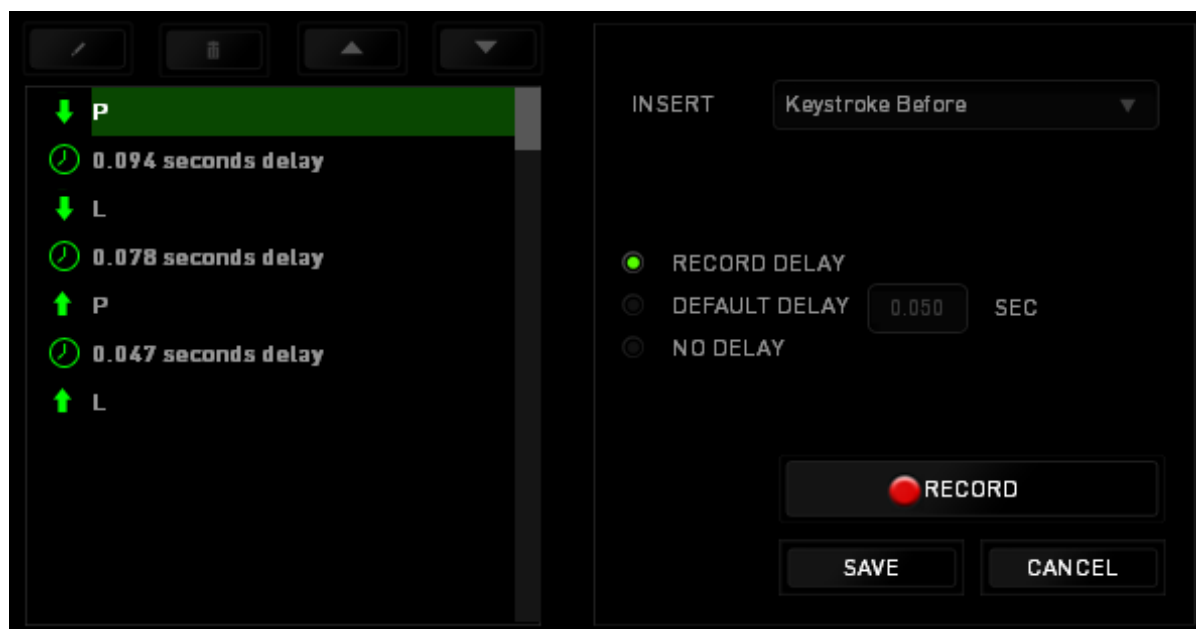 P
0.094 seconds delay
L
0.078 seconds delay
P
0.047 seconds delay
L
INSERT Keystroke Before
RECORD DELAY
DEFAULT DELAY 0.050 SEC
NO DELAY
RECORD
SAVE CANCEL